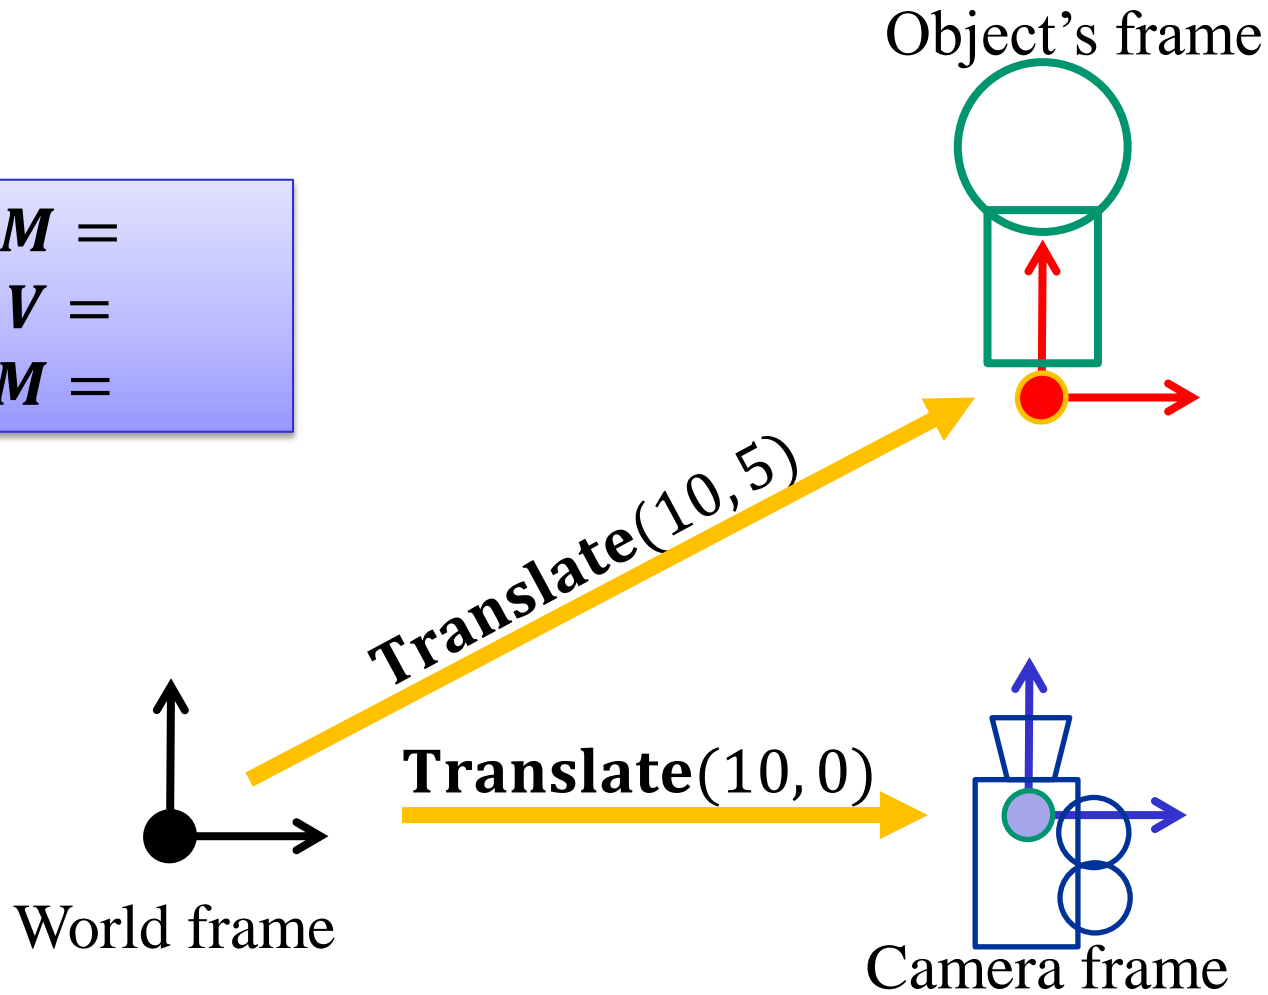 Object’s frame
M =
V =
M =
Translate(10, 5)
Translate(10, 0)
World frame
Camera frame